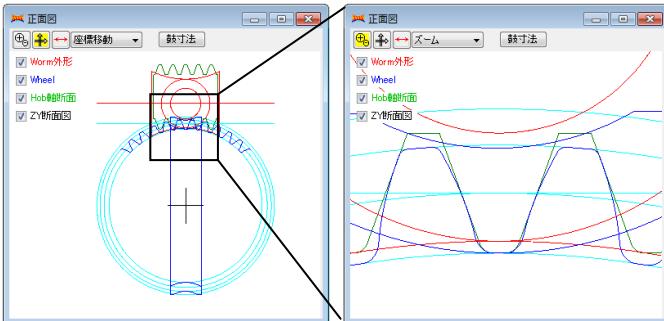 正面図
座標移動
鼓寸法
Worm外形
Wheel
Hob軸断面
ZY断面図
正面図
ズーム
鼓寸法
Worm外形
Wheel
Hob軸断面
ZY断面図